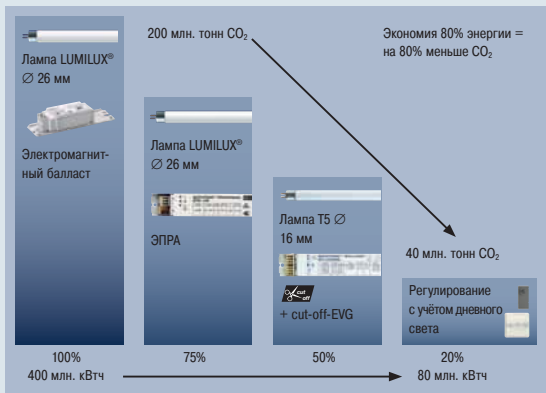 200 млн. тонн CO₂
Экономия 80% энергии =
на 80% меньше CO₂
Лампа LUMILUX®
∅ 26 мм
Электромагнит-
ный балласт
Лампа LUMILUX®
∅ 26 мм
ЭПРА
Лампа T5 ∅
16 мм
cut
off
+ cut-off-EVG
40 млн. тонн CO₂
Регулирование
с учётом дневного
света
100%
75%
50%
20%
400 млн. кВтч
80 млн. кВтч